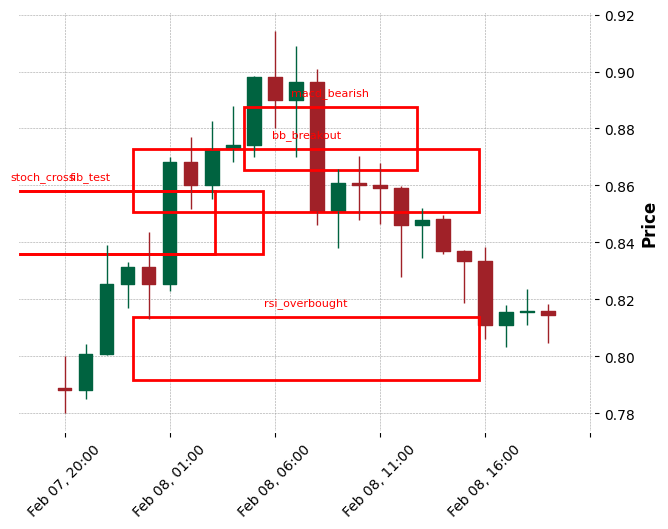 0.92
0.90
0.88
0.86
0.84
0.82
0.80
0.78
Price
macd_bearish
bb_breakout
stoch_cross
fib_test
rsi_overbought
Feb 07, 20:00
Feb 08, 01:00
Feb 08, 06:00
Feb 08, 11:00
Feb 08, 16:00